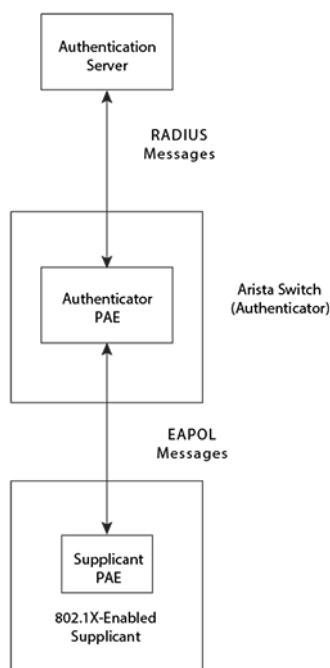 Authentication
Server
RADIUS
Messages
Authenticator
PAE
Arista Switch
(Authenticator)
EAPOL
Messages
Supplicant
PAE
802.1X-Enabled
Supplicant